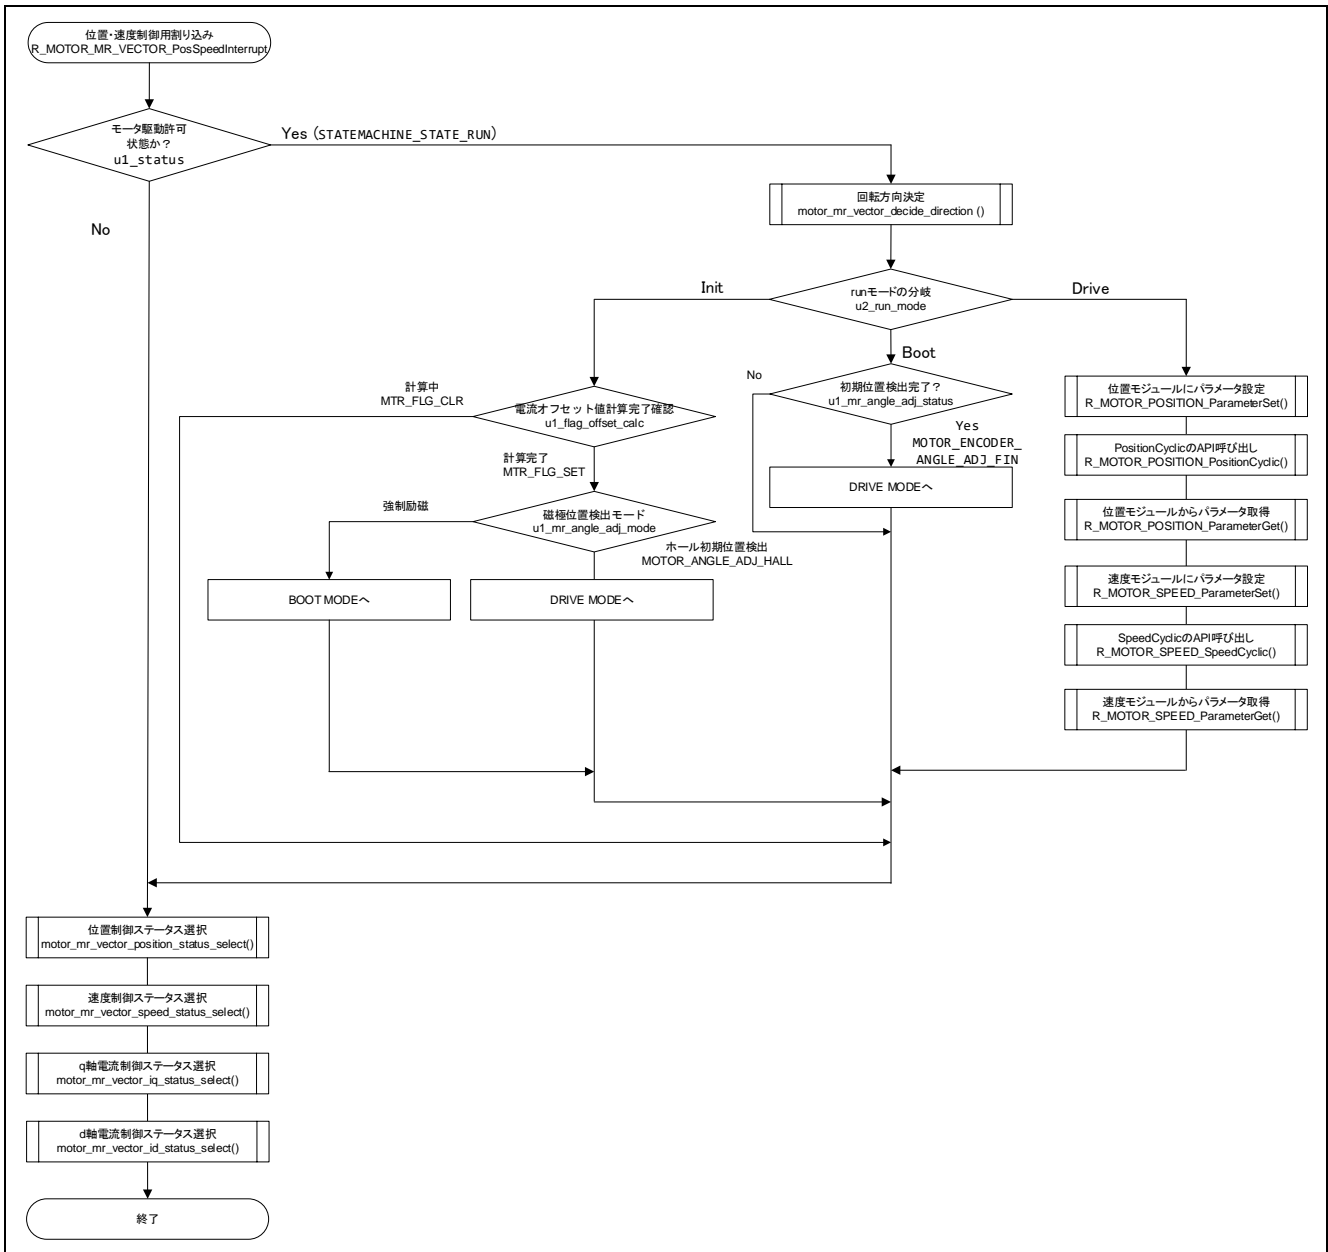 位置・速度制御用割り込み
R_MOTOR_MR_VECTOR_PosSpeedInterrupt
モータ駆動許可
状態か？
u1_status
Yes (STATEMACHINE_STATE_RUN)
No
回転方向決定
motor_mr_vector_decide_direction ()
runモードの分岐
u2_run_mode
Init
Drive
Boot
計算中
MTR_FLG_CLR
電流オフセット値計算完了確認
u1_flag_offset_calc
計算完了
MTR_FLG_SET
強制励磁
磁極位置検出モード
u1_mr_angle_adj_mode
ホール初期位置検出
MOTOR_ANGLE_ADJ_HALL
BOOT MODEへ
DRIVE MODEへ
No
初期位置検出完了？
u1_mr_angle_adj_status
Yes
MOTOR_ENCODER_
ANGLE_ADJ_FIN
DRIVE MODEへ
位置モジュールにパラメータ設定
R_MOTOR_POSITION_ParameterSet()
PositionCyclicのAPI呼び出し
R_MOTOR_POSITION_PositionCyclic()
位置モジュールからパラメータ取得
R_MOTOR_POSITION_ParameterGet()
速度モジュールにパラメータ設定
R_MOTOR_SPEED_ParameterSet()
SpeedCyclicのAPI呼び出し
R_MOTOR_SPEED_SpeedCyclic()
速度モジュールからパラメータ取得
R_MOTOR_SPEED_ParameterGet()
位置制御ステータス選択
motor_mr_vector_position_status_select()
速度制御ステータス選択
motor_mr_vector_speed_status_select()
q軸電流制御ステータス選択
motor_mr_vector_iq_status_select()
d軸電流制御ステータス選択
motor_mr_vector_id_status_select()
終了